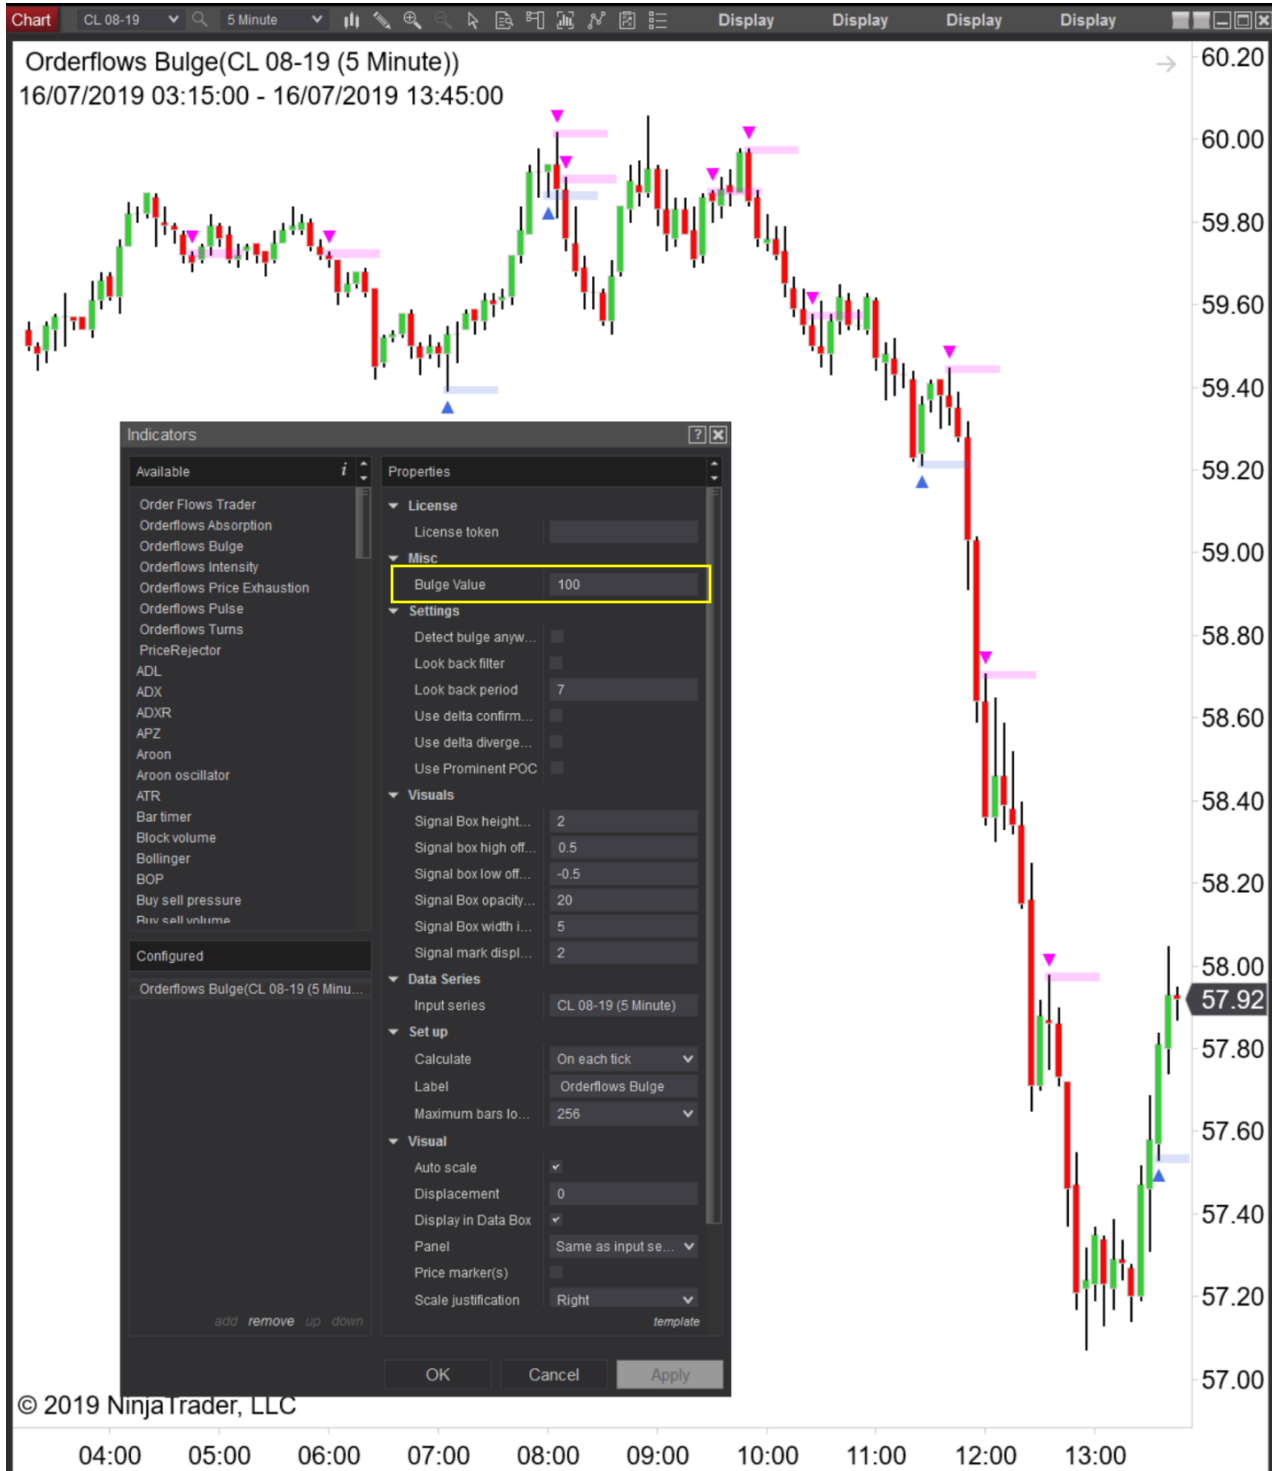 Chart CL 08-19 5 Minute Display Display Display Display
Orderflows Bulge(CL 08-19 (5 Minute))
16/07/2019 03:15:00 - 16/07/2019 13:45:00
60.20
60.00
59.80
59.60
59.40
59.20
59.00
58.80
58.60
58.40
58.20
58.00
57.92
57.80
57.60
57.40
57.20
57.00
Indicators
Available
Order Flows Trader
Orderflows Absorption
Orderflows Bulge
Orderflows Intensity
Orderflows Price Exhaustion
Orderflows Pulse
Orderflows Turns
PriceRejector
ADL
ADX
ADXR
APZ
Aroon
Aroon oscillator
ATR
Bar timer
Block volume
Bollinger
BOP
Buy sell pressure
Buy sell volume
Configured
Orderflows Bulge(CL 08-19 (5 Minu...
add remove up down
Properties
License
License token
Misc
Bulge Value 100
Settings
Detect bulge anyw...
Look back filter
Look back period 7
Use delta confirm...
Use delta diverge...
Use Prominent POC
Visuals
Signal Box height... 2
Signal box high off... 0.5
Signal box low off... -0.5
Signal Box opacity... 20
Signal Box width i... 5
Signal mark displ... 2
Data Series
Input series CL 08-19 (5 Minute)
Set up
Calculate On each tick
Label Orderflows Bulge
Maximum bars lo... 256
Visual
Auto scale
Displacement 0
Display in Data Box
Panel Same as input se...
Price marker(s)
Scale justification Right
template
OK Cancel Apply
© 2019 NinjaTrader, LLC
04:00 05:00 06:00 07:00 08:00 09:00 10:00 11:00 12:00 13:00